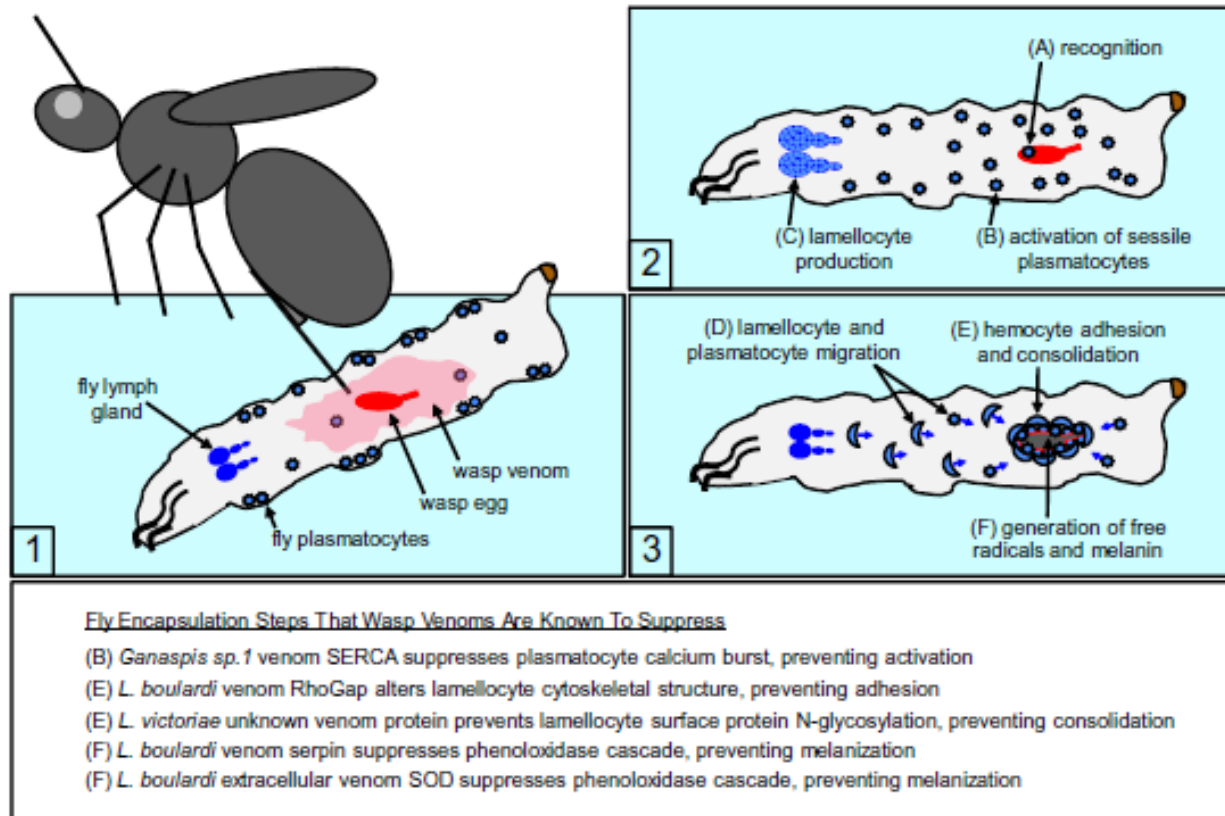 (A) recognition
(C) lamellocyte
production
(B) activation of sessile
plasmatocytes
2
fly lymph
gland
wasp venom
wasp egg
fly plasmatocytes
1
(D) lamellocyte and
plasmatocyte migration
(E) hemocyte adhesion
and consolidation
(F) generation of free
radicals and melanin
3
Fly Encapsulation Steps That Wasp Venoms Are Known To Suppress
(B) Ganaspis sp.1 venom SERCA suppresses plasmatocyte calcium burst, preventing activation
(E) L. boulardi venom RhoGap alters lamellocyte cytoskeletal structure, preventing adhesion
(E) L. victoriae unknown venom protein prevents lamellocyte surface protein N-glycosylation, preventing consolidation
(F) L. boulardi venom serpin suppresses phenoloxidase cascade, preventing melanization
(F) L. boulardi extracellular venom SOD suppresses phenoloxidase cascade, preventing melanization